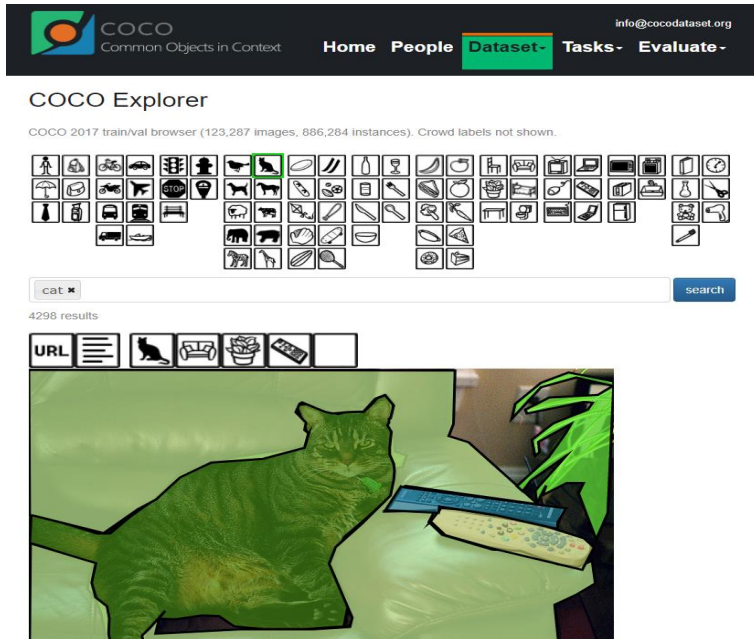 COCO
Common Objects in Context
info@cocodataset.org
Home People Dataset Tasks Evaluate
COCO Explorer
COCO 2017 train/val browser (123,287 images, 886,284 instances). Crowd labels not shown.
STOP
cat ✖
search
4298 results
URL